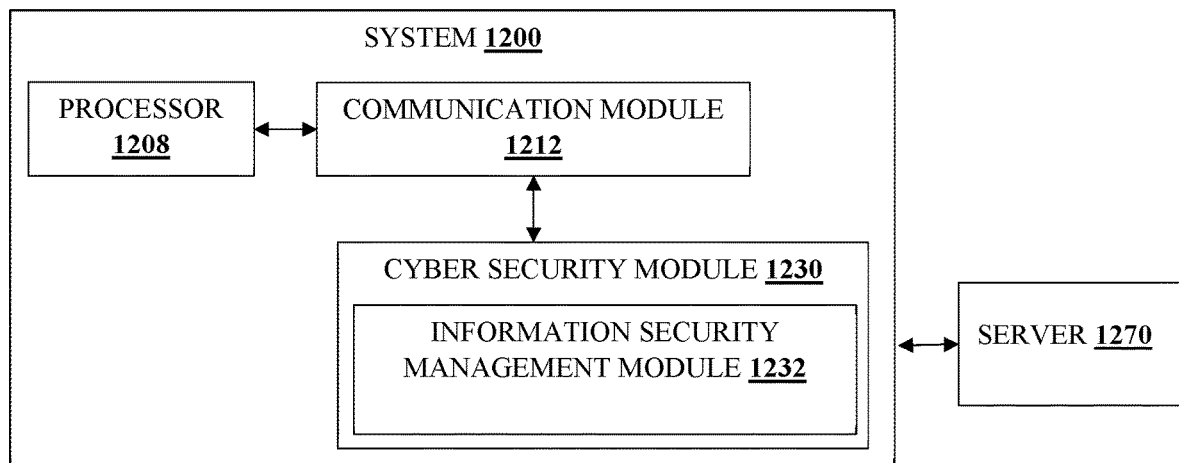 SYSTEM 1200
PROCESSOR
1208
COMMUNICATION MODULE
1212
CYBER SECURITY MODULE 1230
INFORMATION SECURITY
MANAGEMENT MODULE 1232
SERVER 1270